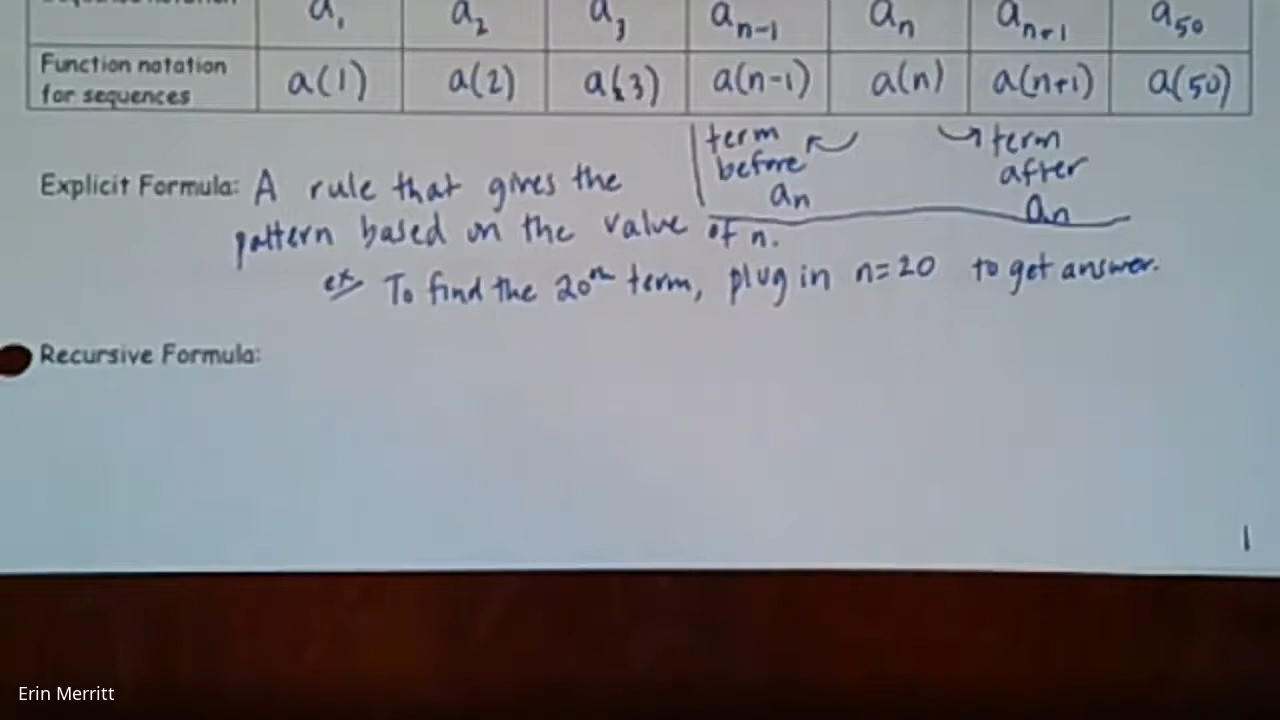 a₁ a₂ a₃ aₙ₋₁ aₙ aₙ₊₁ a₅₀
Function notation for sequences a(1) a(2) a(3) a(n-1) a(n) a(n+1) a(50)
term before aₙ
term after aₙ
Explicit Formula: A rule that gives the
pattern based on the value of n.
ex To find the 20th term, plug in n=20 to get answer.
Recursive Formula:
1
Erin Merritt